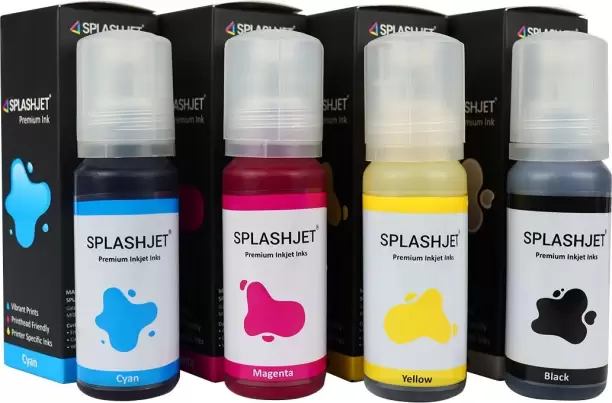 SPLASHJET
SPLASHJET
SPLASHJET
SPLASHJET
SPLASHJET®
Premium Ink
Vibrant Prints
Printhead Friendly
Printer Specific Inks
Cyan
SPLASHJET®
Premium Inkjet Inks
Cyan
SPLASHJET®
Premium Inkjet Inks
Magenta
SPLASHJET®
Premium Inkjet Inks
Yellow
SPLASHJET®
Premium Inkjet Inks
Black